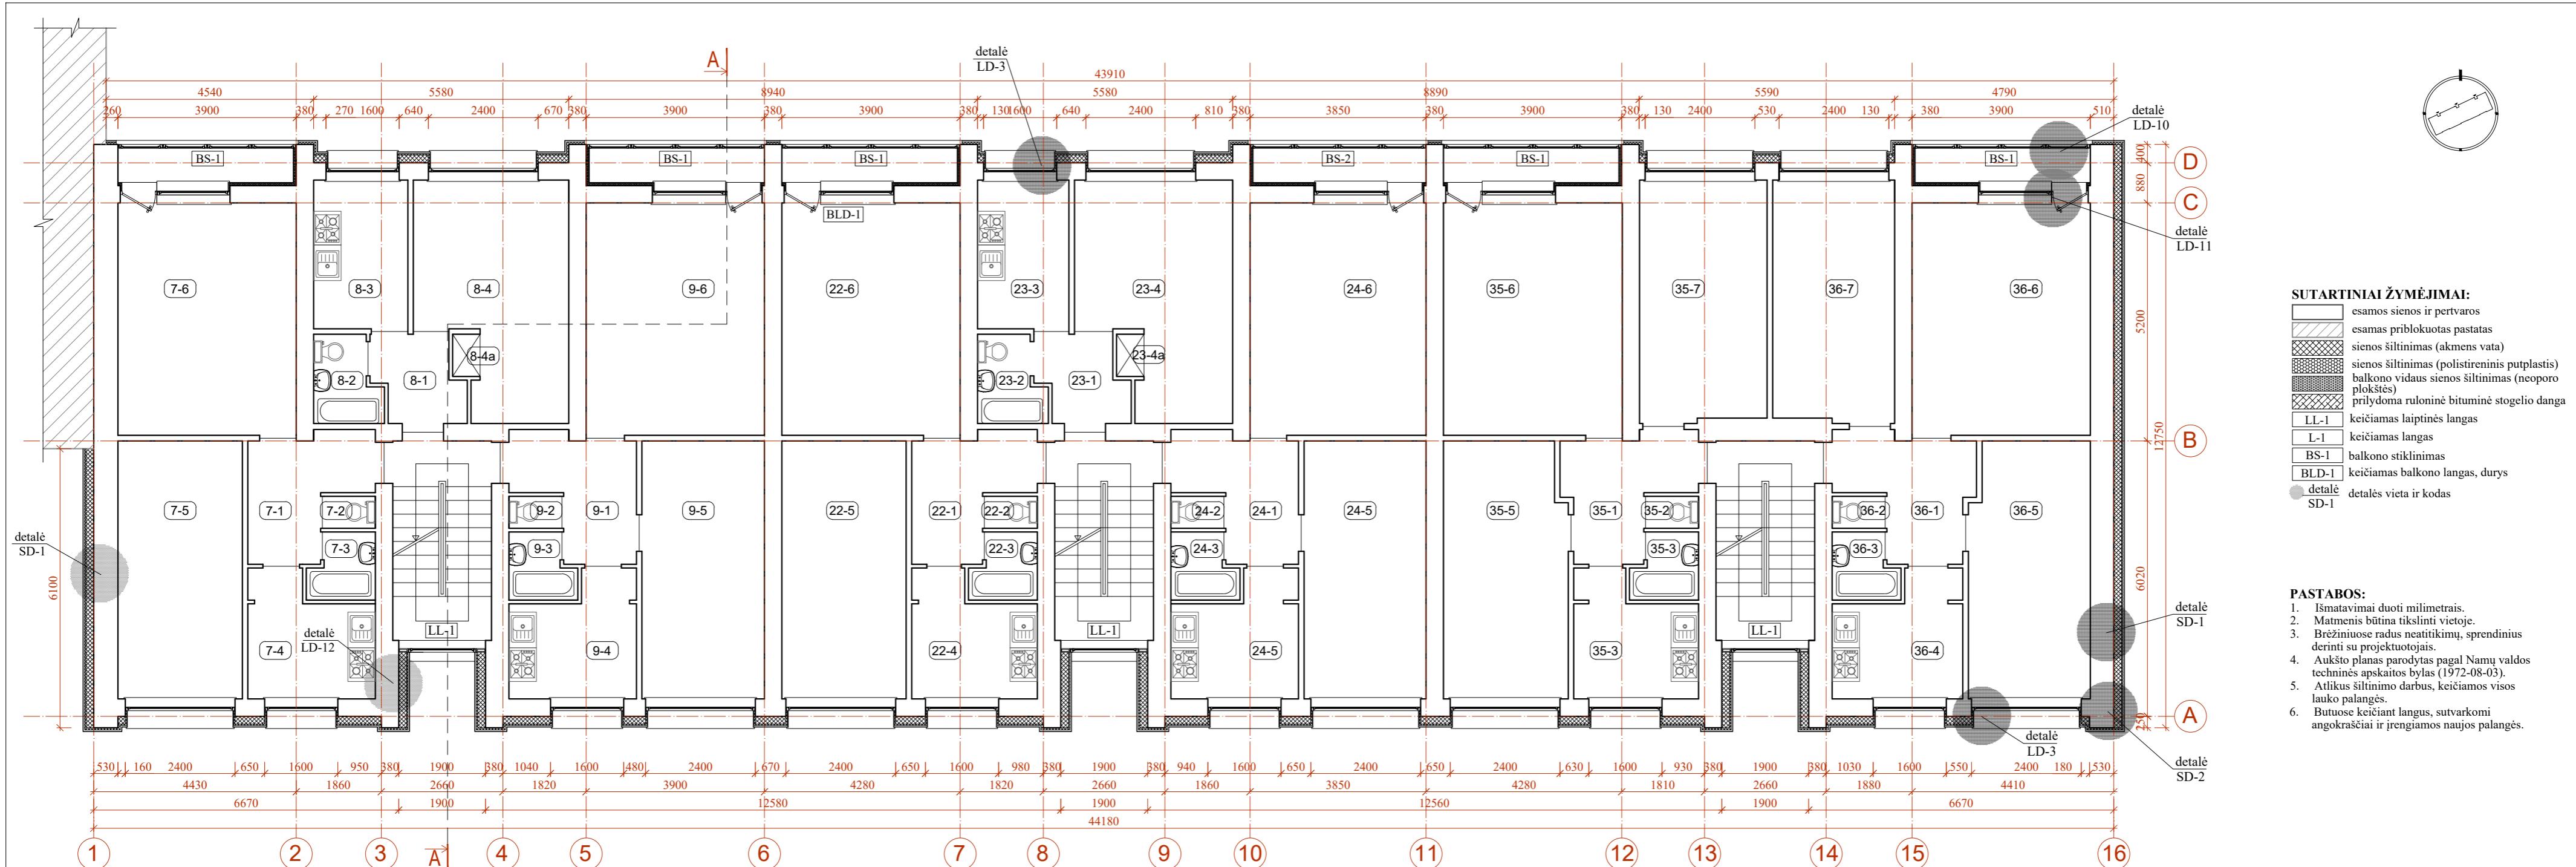 A
detalė
LD-3
43910
4540
5580
8940
5580
8890
5590
4790
260
3900
380
270
1600
640
2400
670
380
3900
380
3900
380
130
1600
640
2400
810
380
3850
380
3900
380
130
2400
530
2400
130
380
3900
510
detalė
LD-10
BS-1
BS-1
BS-1
BS-2
BS-1
BS-1
400
D
880
C
BLD-1
detalė
LD-11
7-6
8-3
8-4
9-6
22-6
23-3
23-4
24-6
35-6
35-7
36-7
36-6
5200
8-4a
23-4a
8-2
8-1
23-2
23-1
B
12750
7-5
7-1
7-2
9-2
9-1
9-5
22-5
22-1
22-2
24-2
24-1
24-5
35-5
35-1
35-2
36-2
36-1
36-5
7-3
9-3
22-3
24-3
35-3
36-3
detalė
SD-1
6100
6020
detalė
SD-1
LL-1
LL-1
LL-1
detalė
LD-12
7-4
9-4
22-4
24-5
35-3
36-4
A
250
detalė
LD-3
detalė
SD-2
530
160
2400
650
1600
950
380
1900
380
1040
1600
480
2400
670
2400
650
1600
980
380
1900
380
940
1600
650
2400
650
2400
630
1600
930
380
1900
380
1030
1600
550
2400
180
530
4430
1860
2660
1820
3900
4280
1820
2660
1860
3850
4280
1810
2660
1880
4410
6670
1900
12580
1900
12560
1900
6670
44180
1
2
3
A
4
5
6
7
8
9
10
11
12
13
14
15
16
SUTARTINIAI ŽYMĖJIMAI:
esamos sienos ir pertvaros
esamas priblokuotas pastatas
sienos šiltinimas (akmens vata)
sienos šiltinimas (polistireninis putplastis)
balkono vidaus sienos šiltinimas (neoporo
plokštės)
prilydoma ruloninė bituminė stogelio danga
LL-1 keičiamas laiptinės langas
L-1 keičiamas langas
BS-1 balkono stiklinimas
BLD-1 keičiamas balkono langas, durys
detalė
SD-1 detalės vieta ir kodas
PASTABOS:
1. Išmatavimai duoti milimetrais.
2. Matmenis būtina tikslinti vietoje.
3. Brėžiniuose radus neatitikimų, sprendinius
derinti su projektuotojais.
4. Aukšto planas parodytas pagal Namų valdos
techninės apskaitos bylas (1972-08-03).
5. Atlikus šiltinimo darbus, keičiamos visos
lauko palangės.
6. Butuose keičiant langus, sutvarkomi
angokraščiai ir įrengiamos naujos palangės.